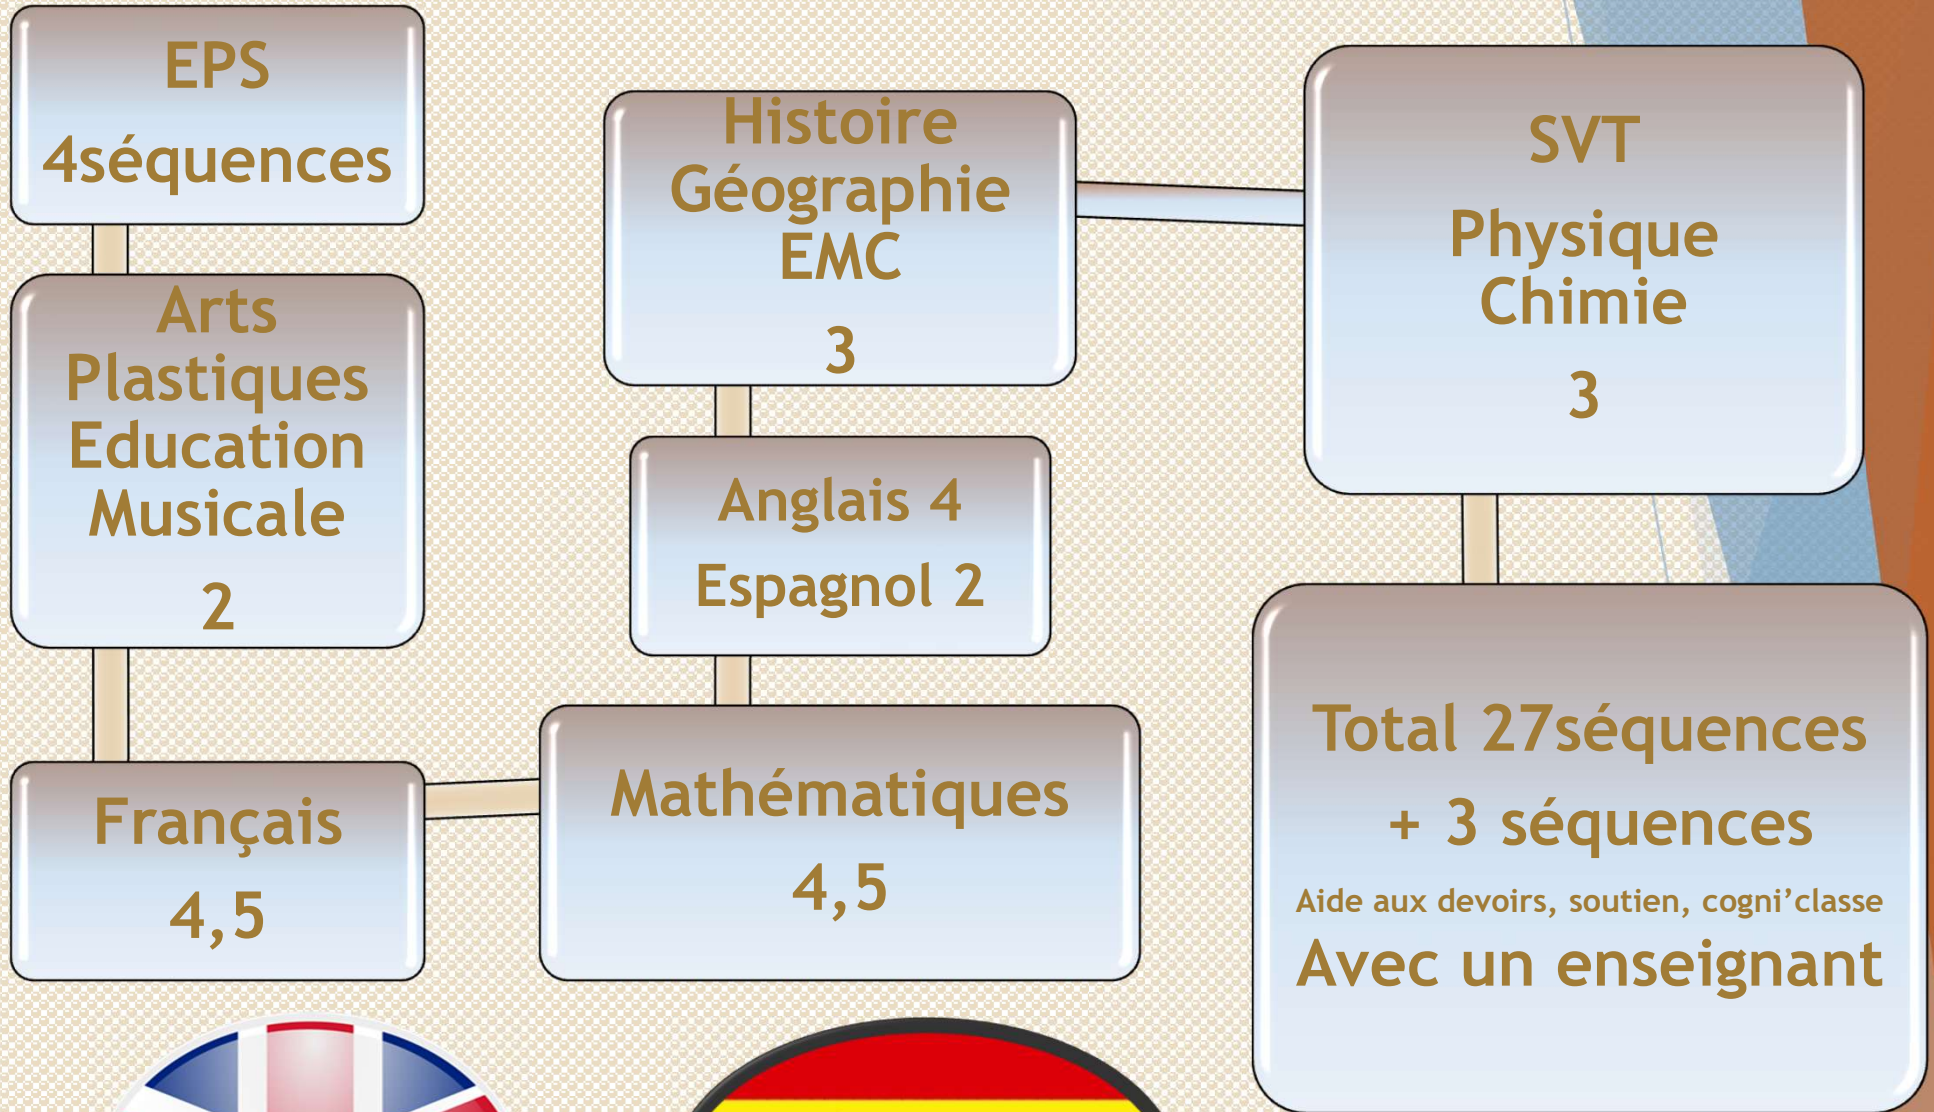 EPS
4séquences
Arts
Plastiques
Education
Musicale
2
Français
4,5
Mathématiques
4,5
Anglais 4
Espagnol 2
Histoire
Géographie
EMC
3
SVT
Physique
Chimie
3
Total 27séquences
+ 3 séquences
Aide aux devoirs, soutien, cogni’classe
Avec un enseignant